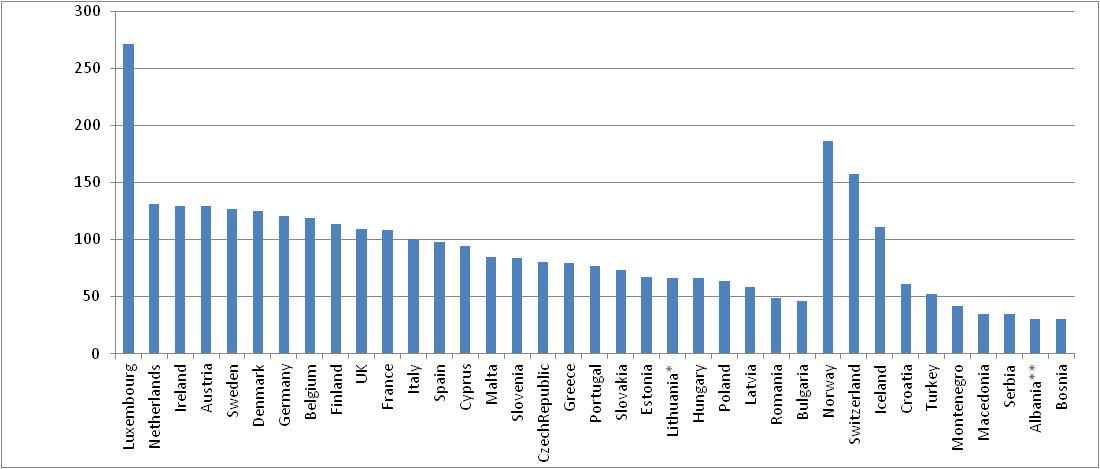 300
250
200
150
100
50
0
Luxembourg
Netherlands
Ireland
Austria
Sweden
Denmark
Germany
Belgium
Finland
UK
France
Italy
Spain
Cyprus
Malta
Slovenia
CzechRepublic
Greece
Portugal
Slovakia
Estonia
Lithuania*
Hungary
Poland
Latvia
Romania
Bulgaria
Norway
Switzerland
Iceland
Croatia
Turkey
Montenegro
Macedonia
Serbia
Albania**
Bosnia